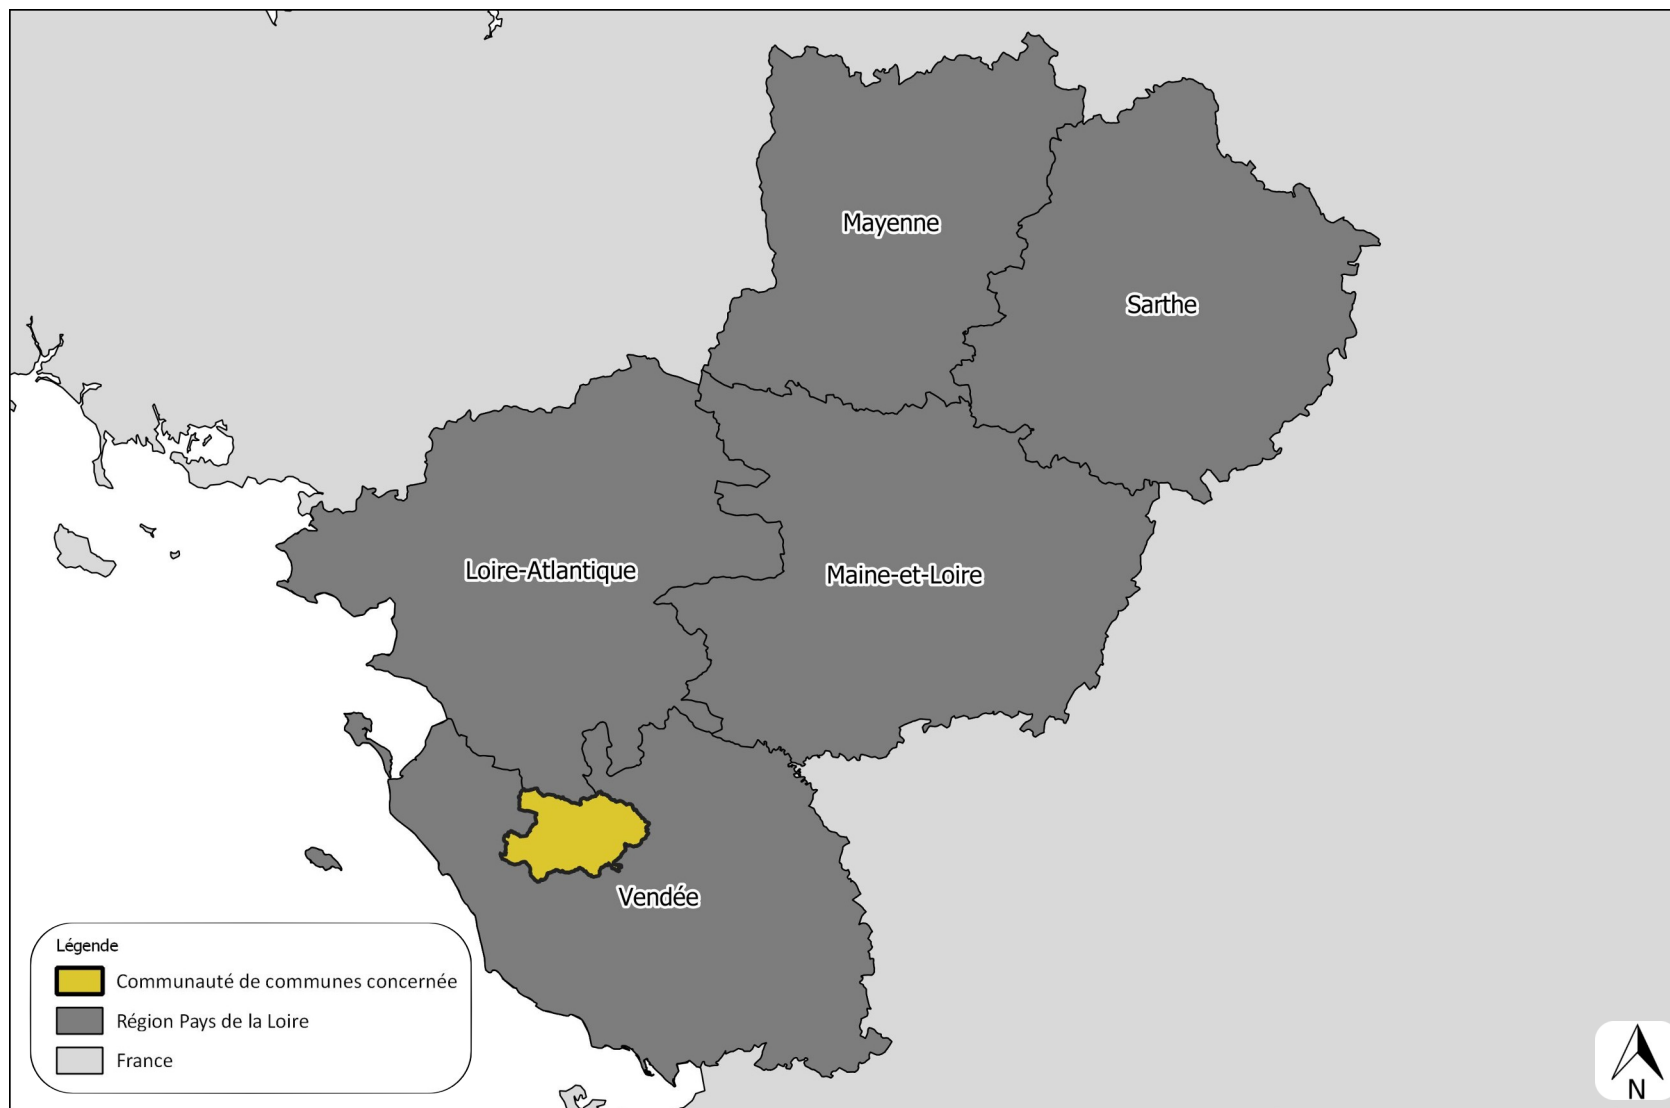 Mayenne
Sarthe
Loire-Atlantique
Maine-et-Loire
Vendée
Légende
Communauté de communes concernée
Région Pays de la Loire
France
N